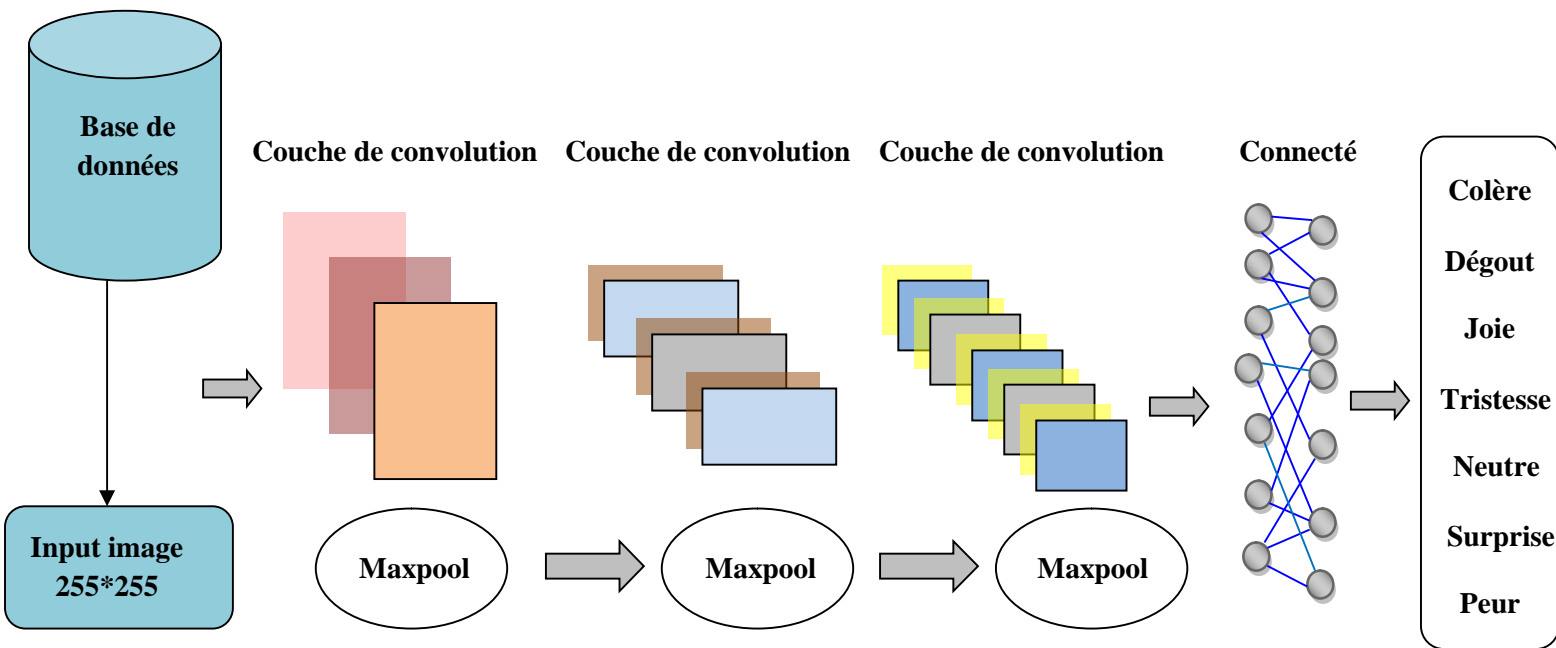 Base de
données
Couche de convolution
Couche de convolution
Couche de convolution
Connecté
Colère
Dégout
Joie
Tristesse
Neutre
Surprise
Peur
Input image
255*255
Maxpool
Maxpool
Maxpool